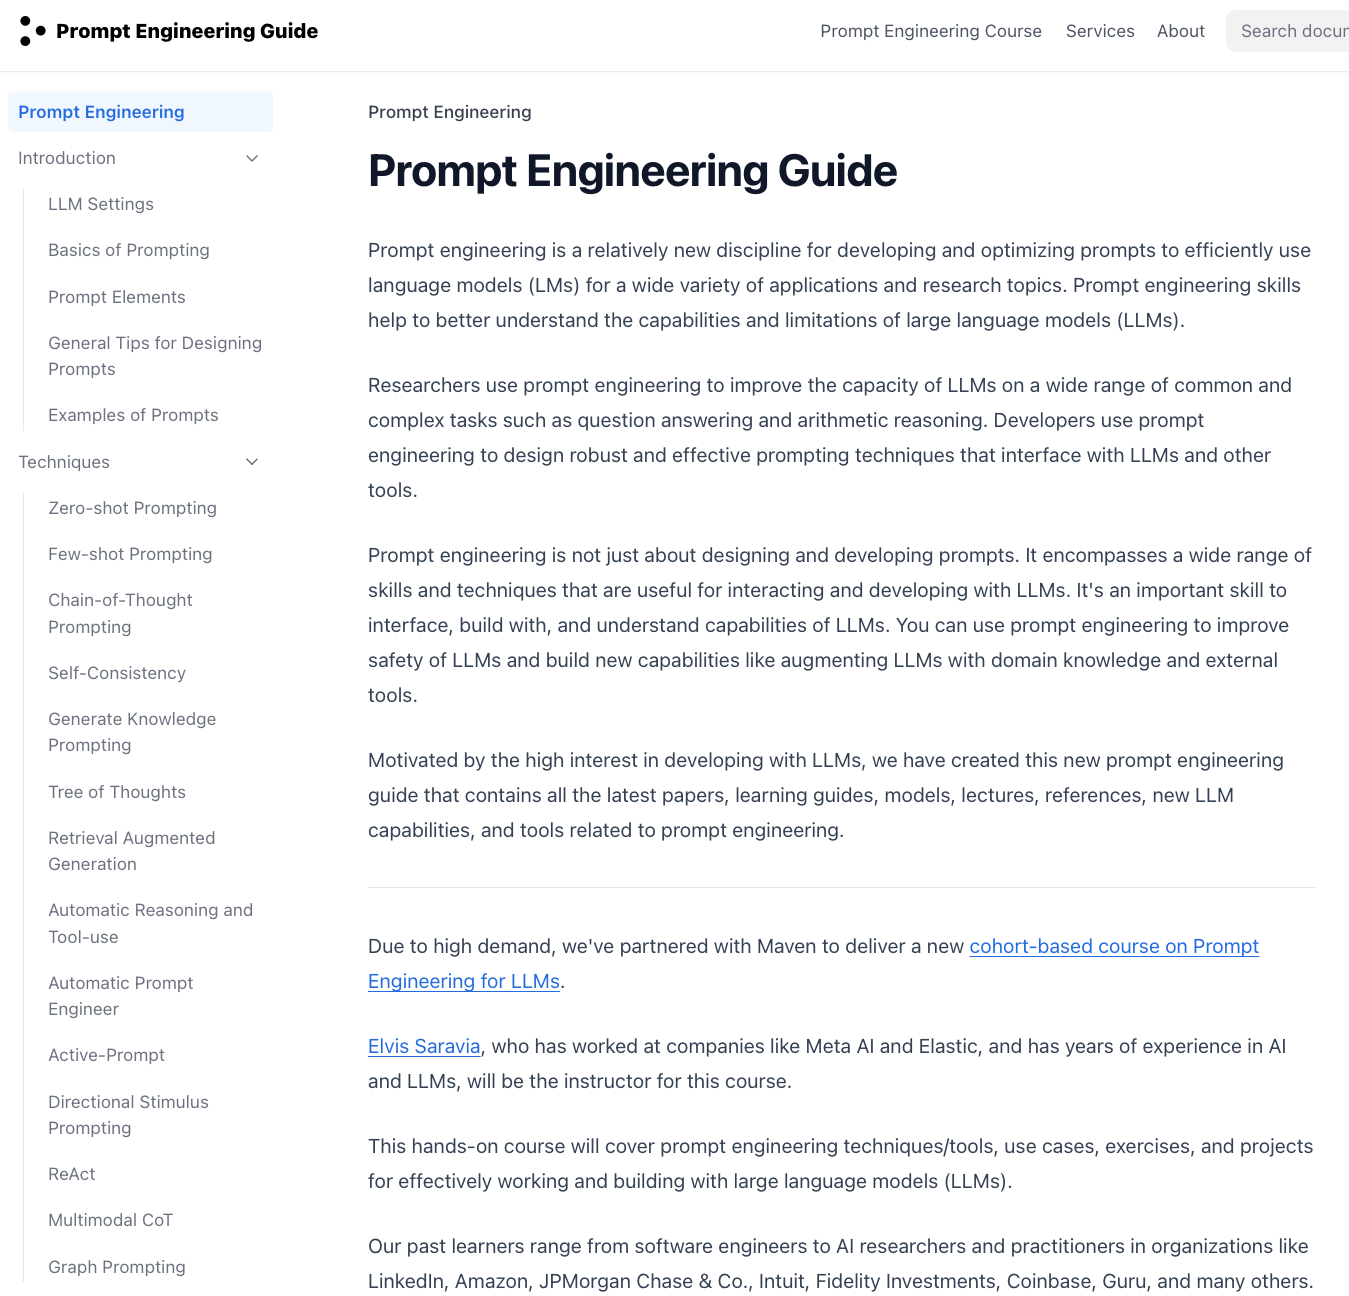 Prompt Engineering Guide
Prompt Engineering Course
Services
About
Search docum
Prompt Engineering
Introduction
LLM Settings
Basics of Prompting
Prompt Elements
General Tips for Designing
Prompts
Examples of Prompts
Techniques
Zero-shot Prompting
Few-shot Prompting
Chain-of-Thought
Prompting
Self-Consistency
Generate Knowledge
Prompting
Tree of Thoughts
Retrieval Augmented
Generation
Automatic Reasoning and
Tool-use
Automatic Prompt
Engineer
Active-Prompt
Directional Stimulus
Prompting
ReAct
Multimodal CoT
Graph Prompting
Prompt Engineering
Prompt Engineering Guide
Prompt engineering is a relatively new discipline for developing and optimizing prompts to efficiently use
language models (LMs) for a wide variety of applications and research topics. Prompt engineering skills
help to better understand the capabilities and limitations of large language models (LLMs).
Researchers use prompt engineering to improve the capacity of LLMs on a wide range of common and
complex tasks such as question answering and arithmetic reasoning. Developers use prompt
engineering to design robust and effective prompting techniques that interface with LLMs and other
tools.
Prompt engineering is not just about designing and developing prompts. It encompasses a wide range of
skills and techniques that are useful for interacting and developing with LLMs. It's an important skill to
interface, build with, and understand capabilities of LLMs. You can use prompt engineering to improve
safety of LLMs and build new capabilities like augmenting LLMs with domain knowledge and external
tools.
Motivated by the high interest in developing with LLMs, we have created this new prompt engineering
guide that contains all the latest papers, learning guides, models, lectures, references, new LLM
capabilities, and tools related to prompt engineering.
Due to high demand, we've partnered with Maven to deliver a new cohort-based course on Prompt
Engineering for LLMs.
Elvis Saravia, who has worked at companies like Meta AI and Elastic, and has years of experience in AI
and LLMs, will be the instructor for this course.
This hands-on course will cover prompt engineering techniques/tools, use cases, exercises, and projects
for effectively working and building with large language models (LLMs).
Our past learners range from software engineers to AI researchers and practitioners in organizations like
LinkedIn, Amazon, JPMorgan Chase & Co., Intuit, Fidelity Investments, Coinbase, Guru, and many others.